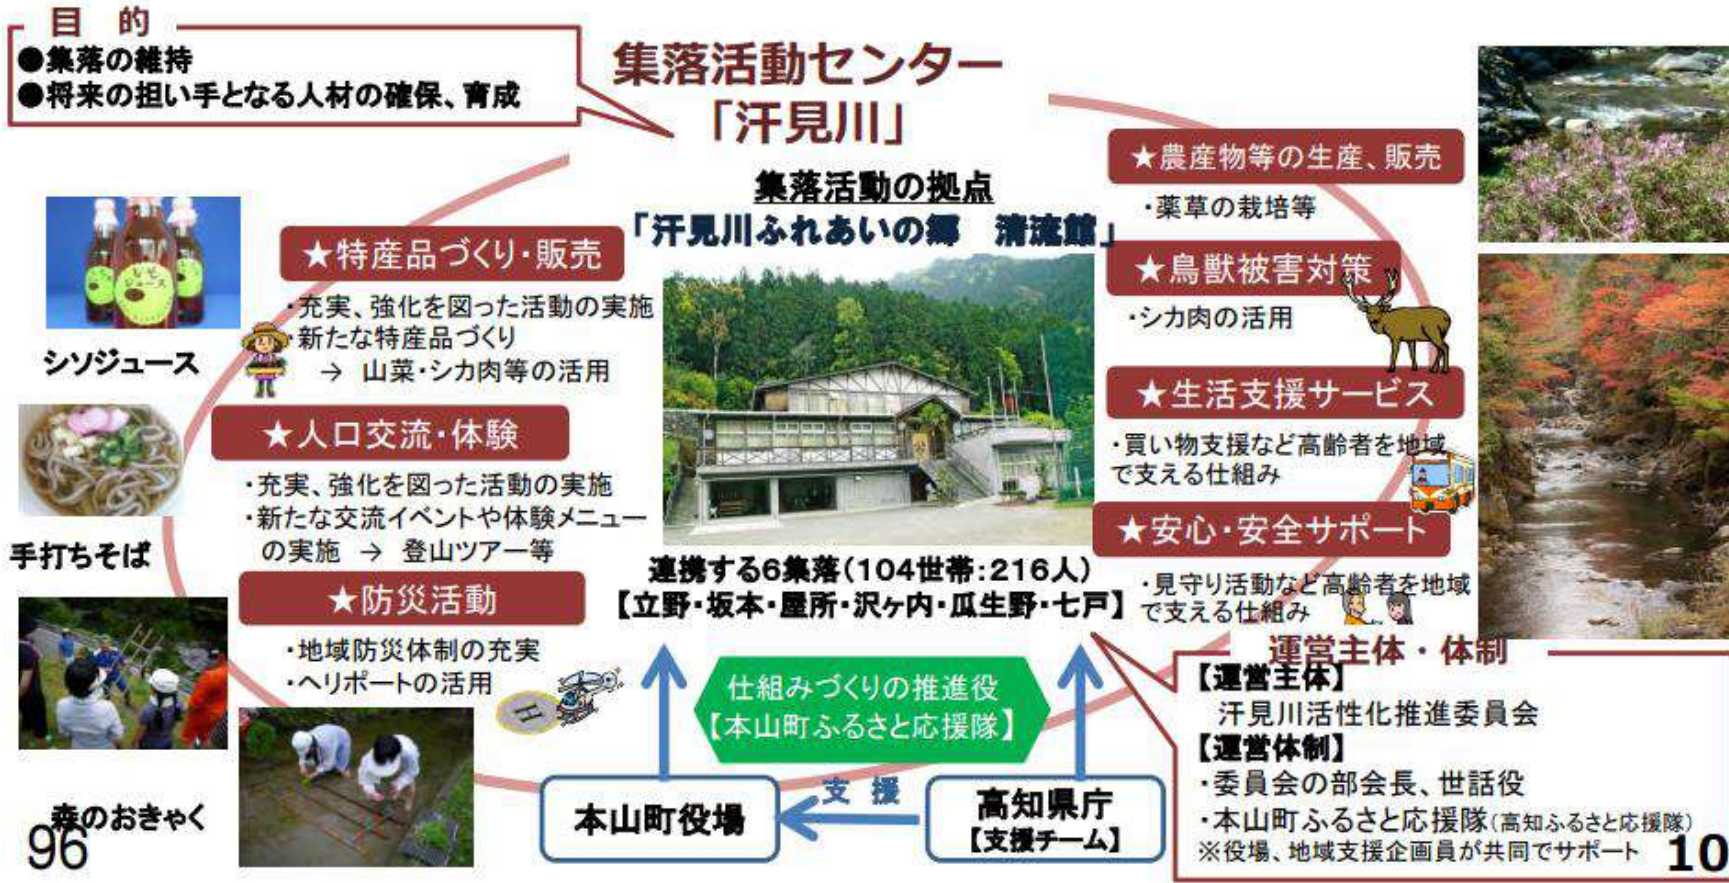 目　的
●集落の維持
●将来の担い手となる人材の確保、育成
集落活動センター
「汗見川」
集落活動の拠点
「汗見川ふれあいの郷　清流館」
シソジュース
手打ちそば
森のおきゃく
★特産品づくり・販売
・充実、強化を図った活動の実施
・新たな特産品づくり
→ 山菜・シカ肉等の活用
★人口交流・体験
・充実、強化を図った活動の実施
・新たな交流イベントや体験メニュー
の実施 → 登山ツアー等
★防災活動
・地域防災体制の充実
・ヘリポートの活用
H
連携する6集落(104世帯:216人)
【立野・坂本・屋所・沢ヶ内・瓜生野・七戸】
★農産物等の生産、販売
・薬草の栽培等
★鳥獣被害対策
・シカ肉の活用
★生活支援サービス
・買い物支援など高齢者を地域
で支える仕組み
★安心・安全サポート
・見守り活動など高齢者を地域
で支える仕組み
仕組みづくりの推進役
【本山町ふるさと応援隊】
本山町役場
支 援
高知県庁
【支援チーム】
運営主体・体制
【運営主体】
汗見川活性化推進委員会
【運営体制】
・委員会の部会長、世話役
・本山町ふるさと応援隊(高知ふるさと応援隊)
※役場、地域支援企画員が共同でサポート
96
10